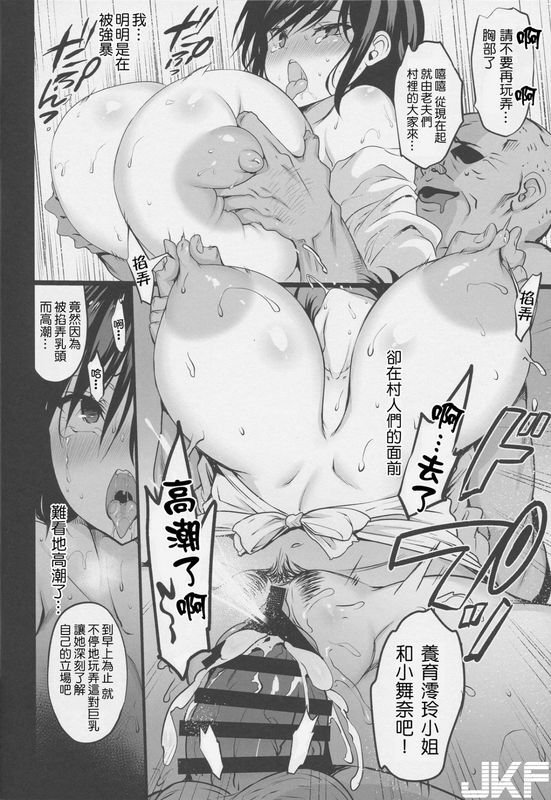 啊
啊
請不要再玩弄…
胸部了
嘻嘻 從現在起
就由老夫們
村裡的大家來…
我…
明明是在
被強暴
掐弄
掐弄
竟然因為
被掐弄乳頭
而高潮…
啊…
哈…
卻在村人們的面前
啊…去了
高潮了啊
難看地高潮了…
養育澪玲小姐
和小舞奈吧！
到早上為止 就
不停地玩弄這對巨乳
讓她深刻了解
自己的立場吧
JKF